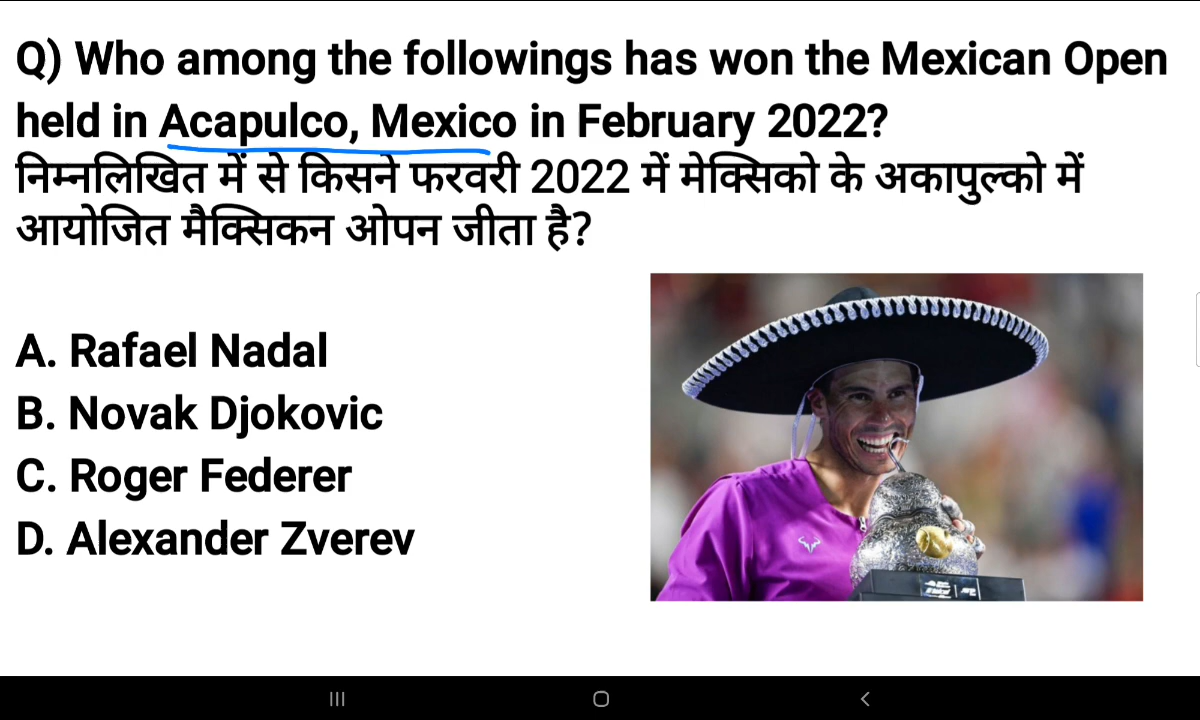 Q) Who among the followings has won the Mexican Open
held in Acapulco, Mexico in February 2022?
निम्नलिखित में से किसने फरवरी 2022 में मेक्सिको के अकापुल्को में
आयोजित मैक्सिकन ओपन जीता है?
A. Rafael Nadal
B. Novak Djokovic
C. Roger Federer
D. Alexander Zverev